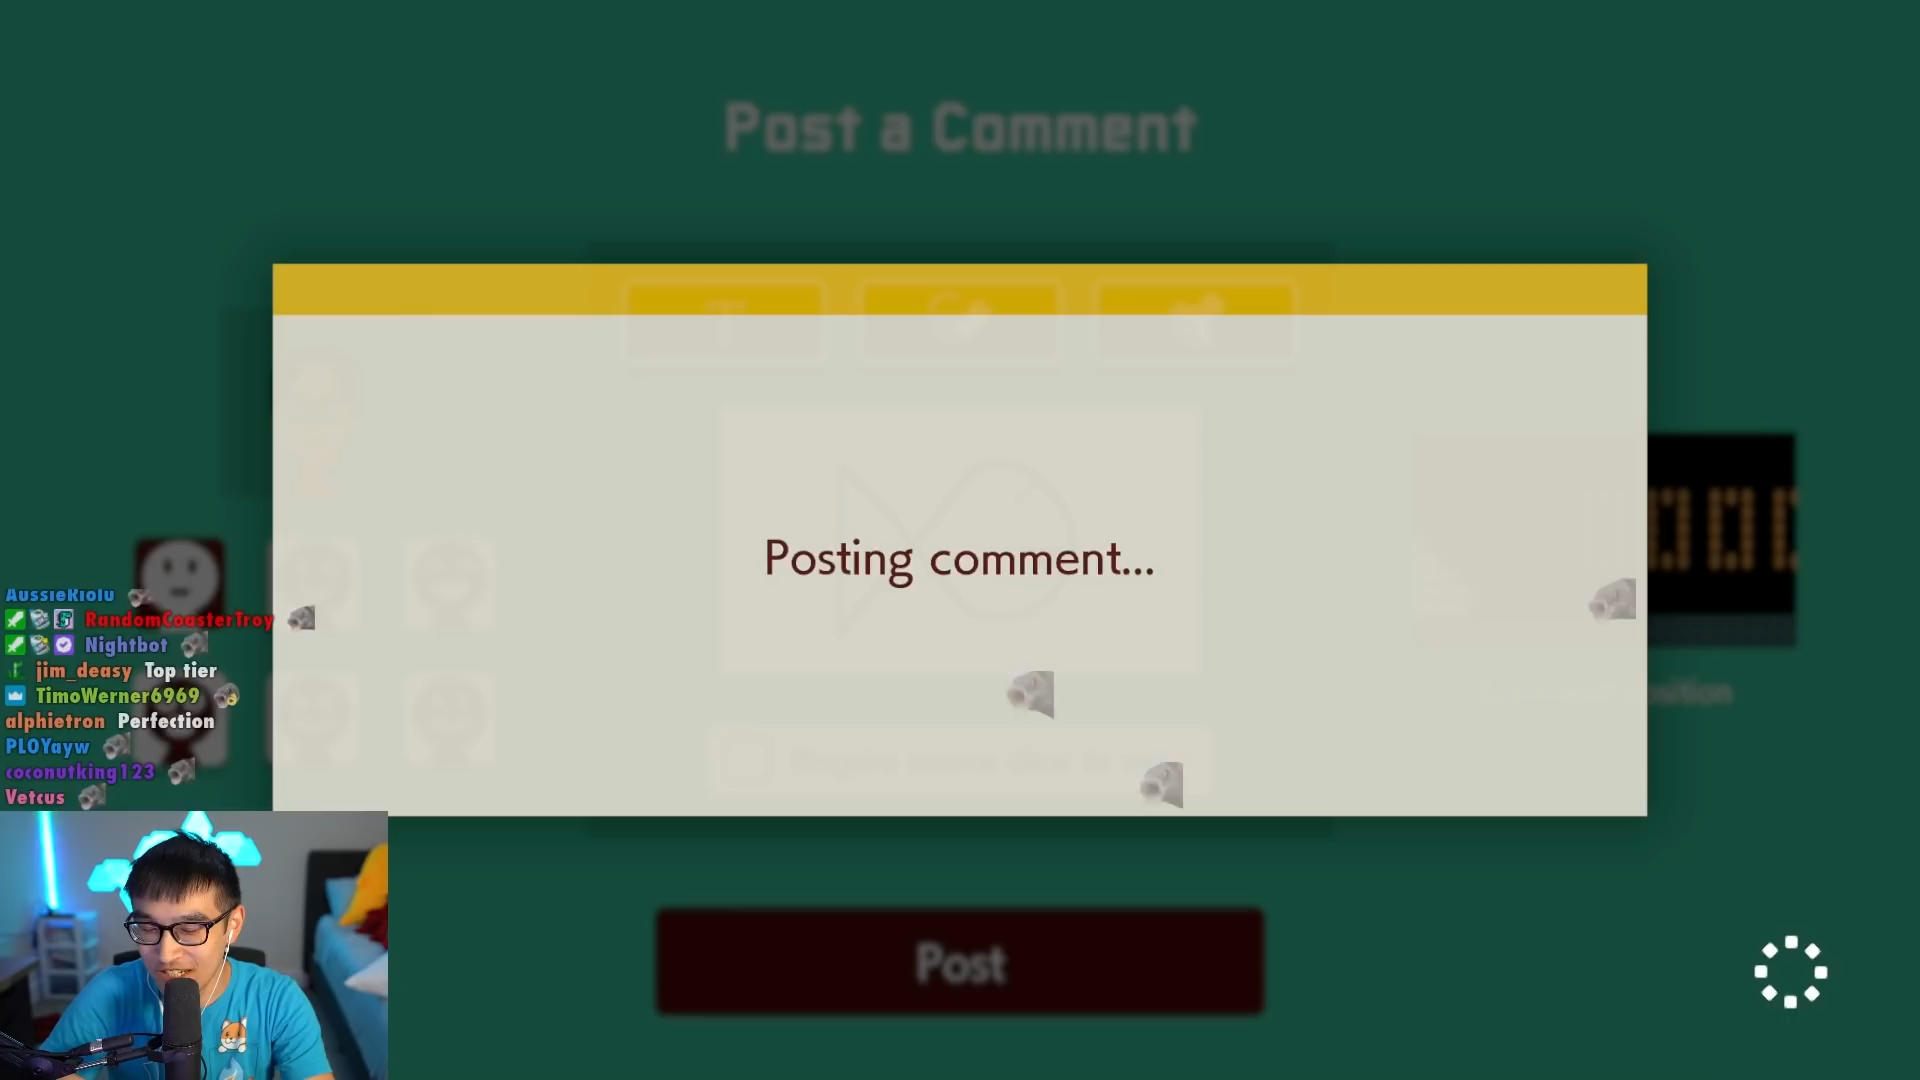 Post a Comment
Posting comment...
AussieKiolu
RandomCoasterTroy
Nightbot
jim_deasy Top tier
TimoWerner6969
alphietron Perfection
PLOYayw
coconutking123
Vetcus
Post